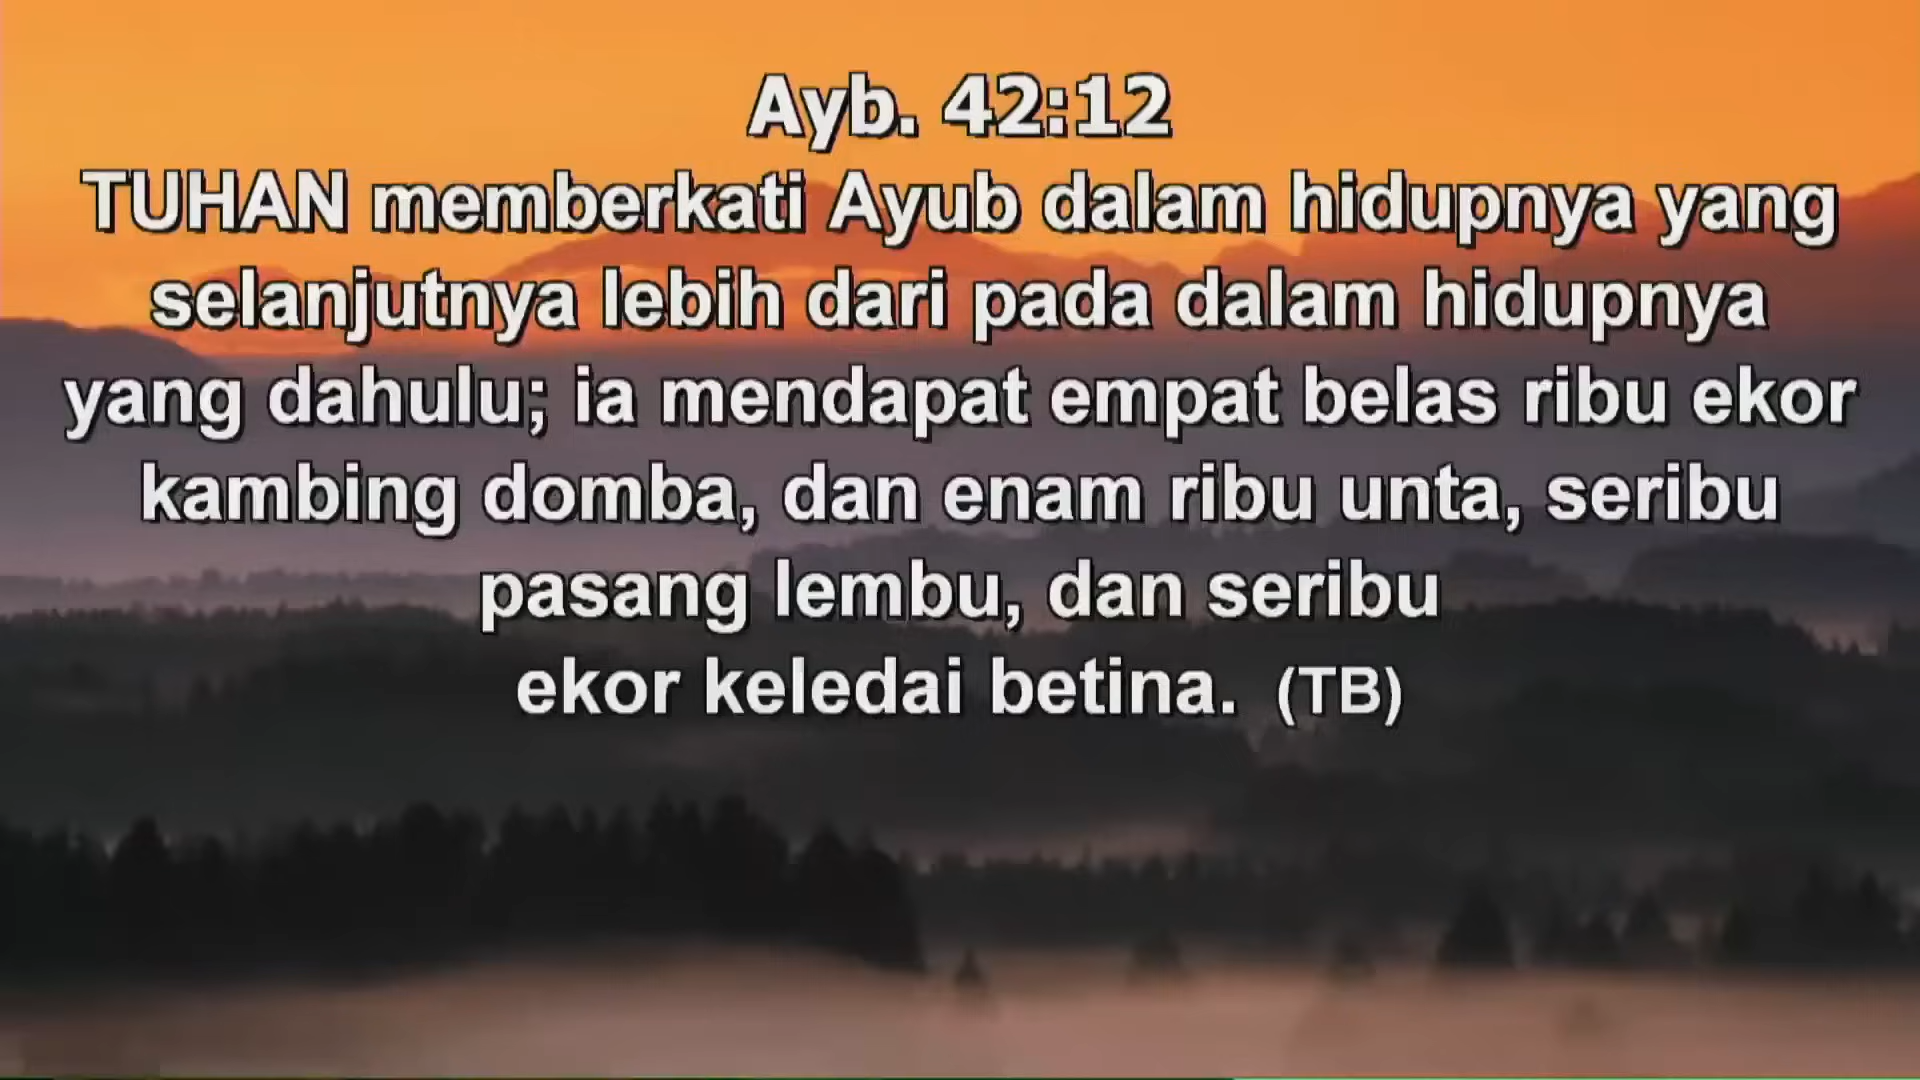 Ayb. 42:12
TUHAN memberkati Ayub dalam hidupnya yang
selanjutnya lebih dari pada dalam hidupnya
yang dahulu; ia mendapat empat belas ribu ekor
kambing domba, dan enam ribu unta, seribu
pasang lembu, dan seribu
ekor keledai betina. (TB)